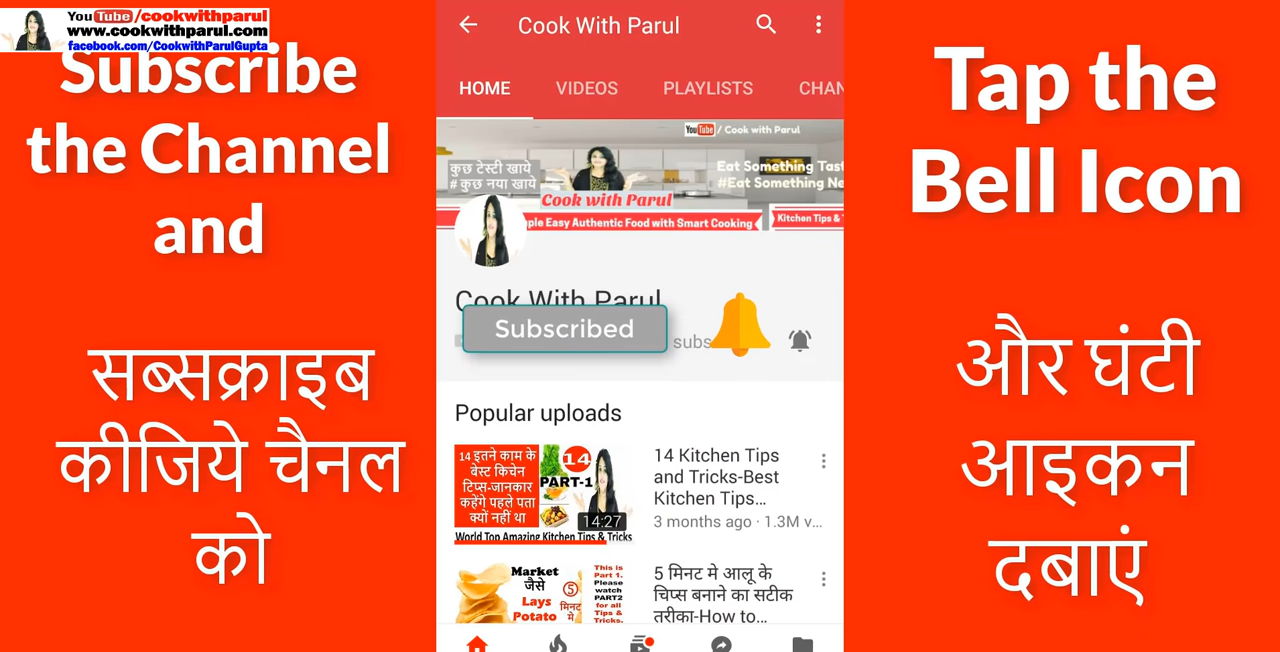 You Tube /cookwithparul
www.cookwithparul.com
facebook.com/CookwithParulGupta
Subscribe
the Channel
and
सब्सक्राइब
कीजिये चैनल
को
Cook With Parul
HOME VIDEOS PLAYLISTS CHAN
YouTube / Cook with Parul
कुछ टेस्टी खाये
# कुछ नया खाये
Eat Something Tast
#Eat Something Ne
Cook with Parul
ple Easy Authentic Food with Smart Cooking
Kitchen Tips &
Cook With Parul
Subscribed
subs
Popular uploads
14 इतने काम के
बेस्ट किचेन
टिप्स-जानकार
कहेंगे पहले पता
क्यों नहीं था
14
PART-1
14:27
World Top Amazing Kitchen Tips & Tricks
14 Kitchen Tips
and Tricks-Best
Kitchen Tips...
3 months ago · 1.3M v...
Market
जैसे
Lays
Potato
5
मिनट
मे
This is
Part 1.
Please
watch
PART2
for all
Tips &
Tricks.
5 मिनट मे आलू के
चिप्स बनाने का सटीक
तरीका-How to...
Tap the
Bell Icon
और घंटी
आइकन
दबाएं